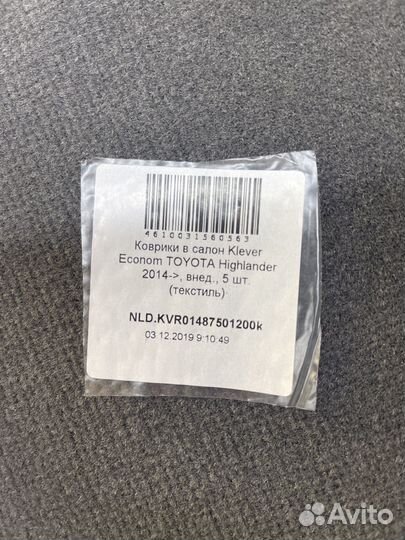 4610031560563
Коврики в салон Klever
Econom TOYOTA Highlander
2014->, внед., 5 шт.
(текстиль)
NLD.KVR01487501200k
03.12.2019 9:10:49
Avito